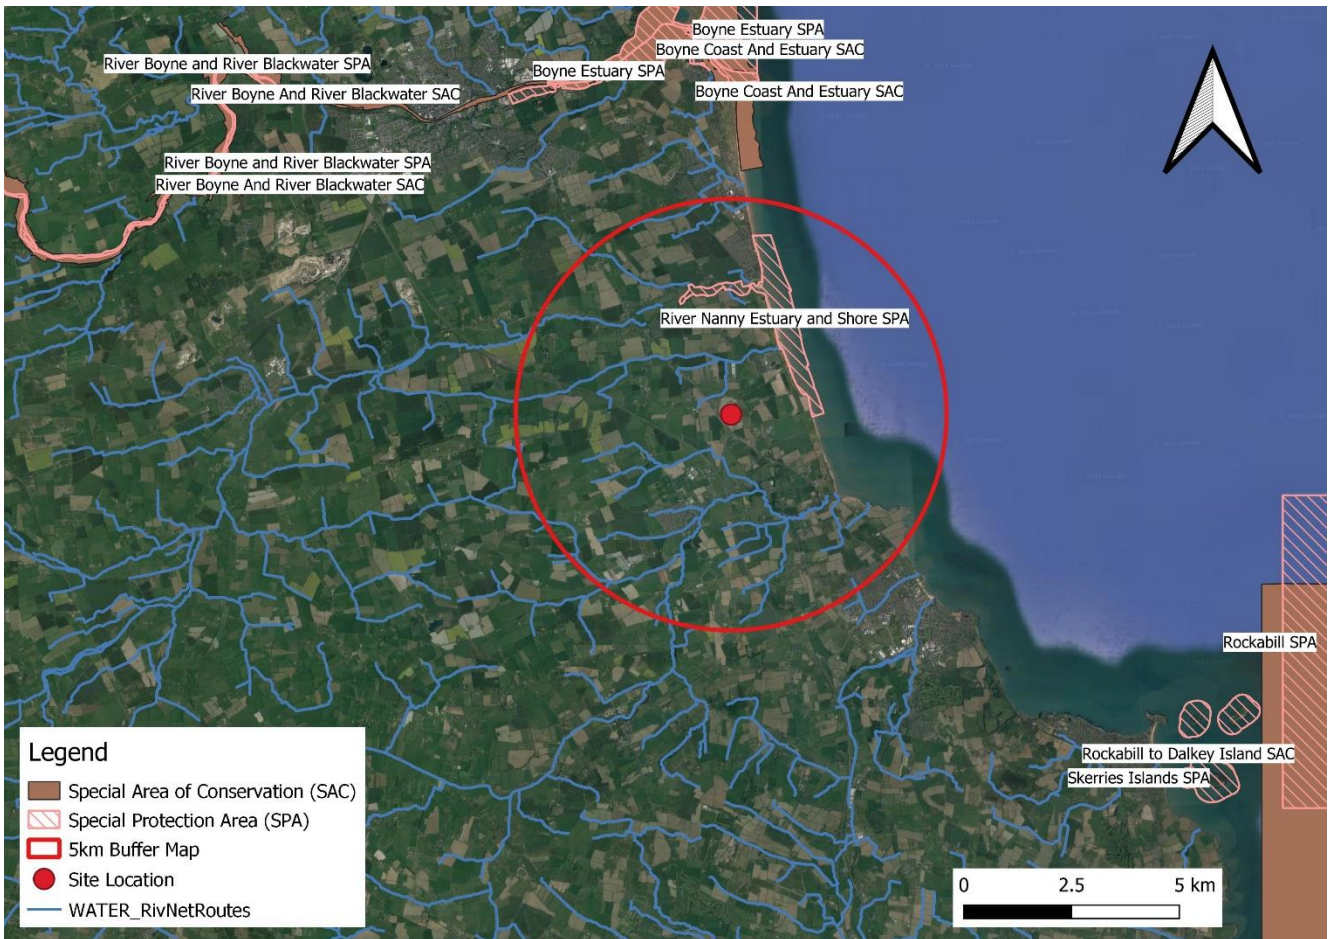 Boyne Estuary SPA
Boyne Coast And Estuary SAC
River Boyne and River Blackwater SPA
Boyne Estuary SPA
River Boyne And River Blackwater SAC
Boyne Coast And Estuary SAC
River Boyne and River Blackwater SPA
River Boyne And River Blackwater SAC
River Nanny Estuary and Shore SPA
Rockabill SPA
Rockabill to Dalkey Island SAC
Skerries Islands SPA
Legend
Special Area of Conservation (SAC)
Special Protection Area (SPA)
5km Buffer Map
Site Location
WATER_RivNetRoutes
0 2.5 5 km